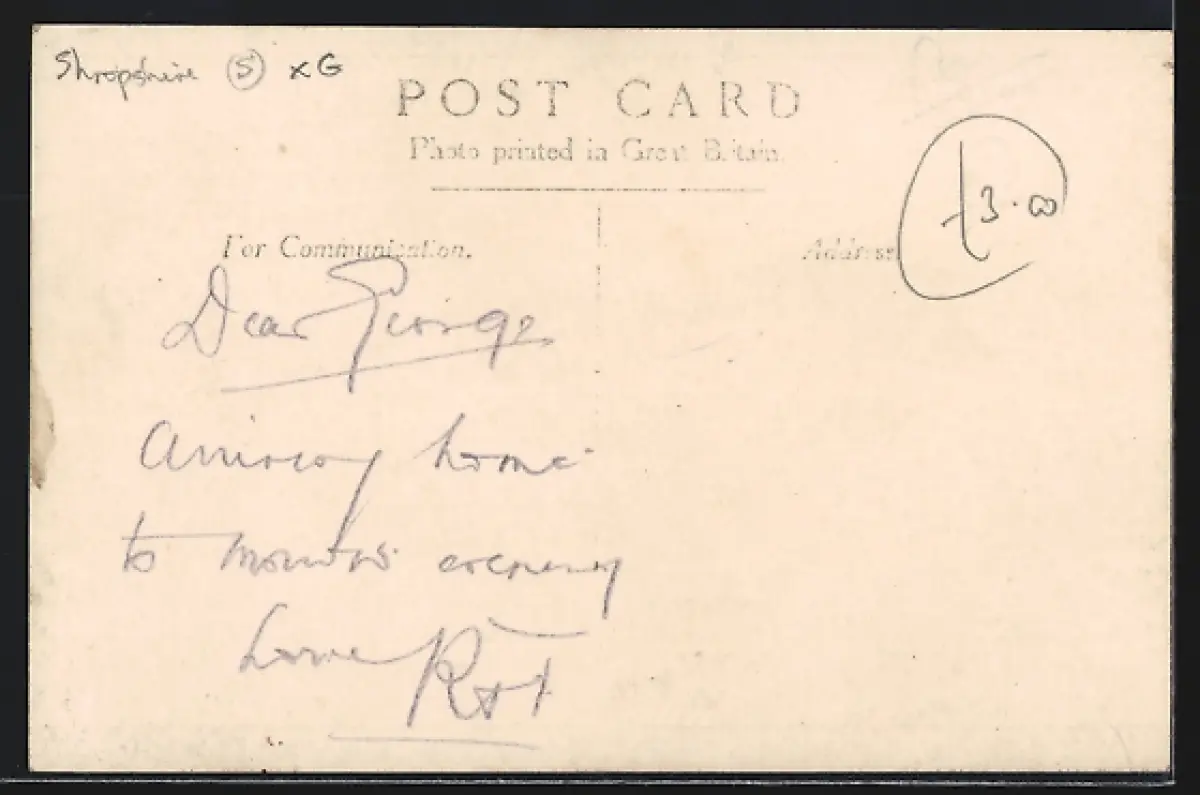 Shropshire (S) x G
POST CARD
Photo printed in Great Britain.
£3.00
For Communication.
Address
Dear George
Arriving home
to morrow evening
Love